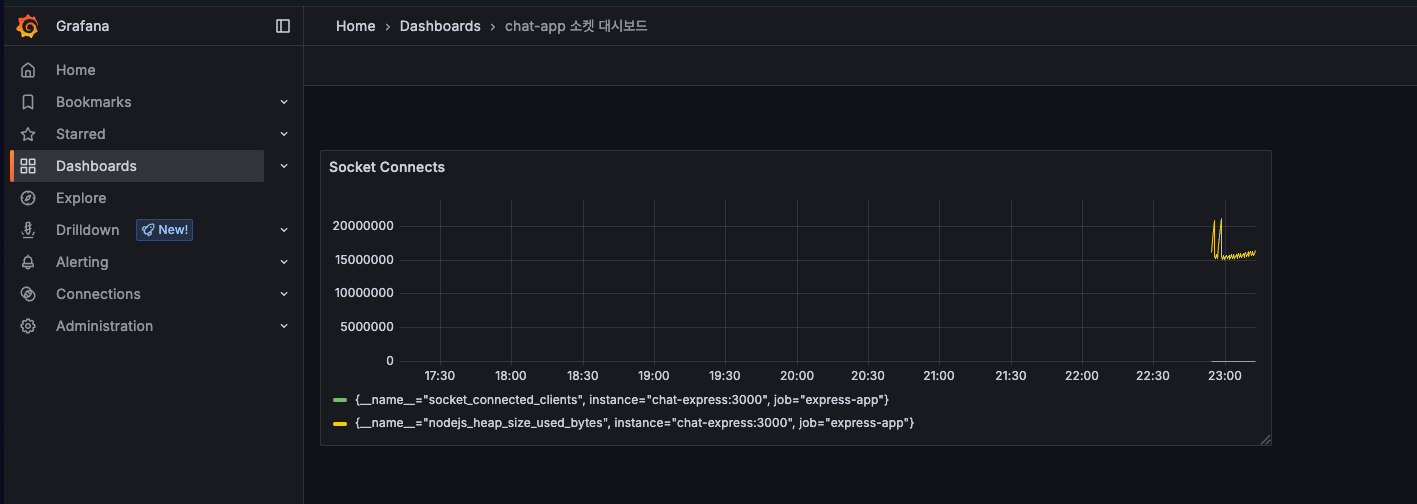 Grafana
Home › Dashboards › chat-app 소켓 대시보드
Home
Bookmarks
Starred
Dashboards
Explore
Drilldown New!
Alerting
Connections
Administration
Socket Connects
20000000
15000000
10000000
5000000
0
17:30 18:00 18:30 19:00 19:30 20:00 20:30 21:00 21:30 22:00 22:30 23:00
{__name__="socket_connected_clients", instance="chat-express:3000", job="express-app"}
{__name__="nodejs_heap_size_used_bytes", instance="chat-express:3000", job="express-app"}